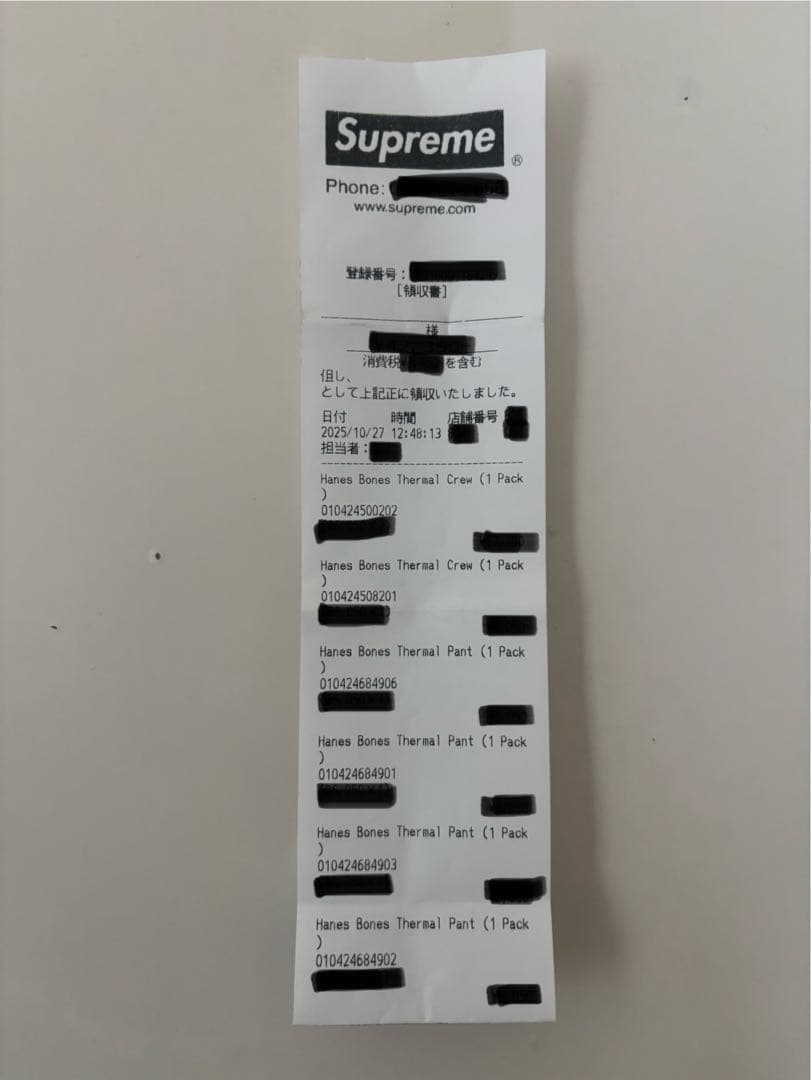 Supreme
®
Phone:
www.supreme.com
登録番号:
[領収書]
様
消費税 を含む
但し、
として上記正に領収いたしました。
日付 時間 店舗番号
2025/10/27 12:48:13
担当者:
Hanes Bones Thermal Crew (1 Pack
)
010424500202
Hanes Bones Thermal Crew (1 Pack
)
010424508201
Hanes Bones Thermal Pant (1 Pack
)
010424684906
Hanes Bones Thermal Pant (1 Pack
)
010424684901
Hanes Bones Thermal Pant (1 Pack
)
010424684903
Hanes Bones Thermal Pant (1 Pack
)
010424684902